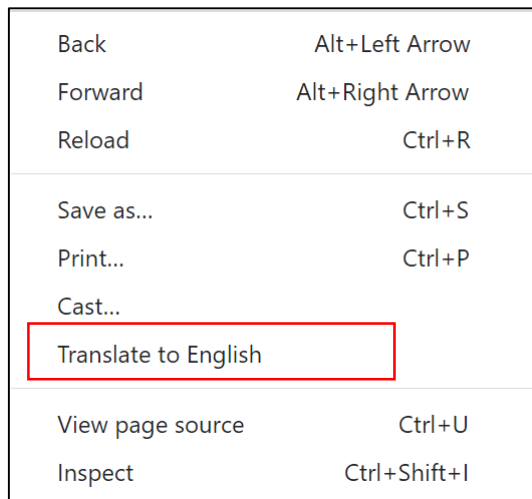 Back Alt+Left Arrow
Forward Alt+Right Arrow
Reload Ctrl+R
Save as... Ctrl+S
Print... Ctrl+P
Cast...
Translate to English
View page source Ctrl+U
Inspect Ctrl+Shift+I